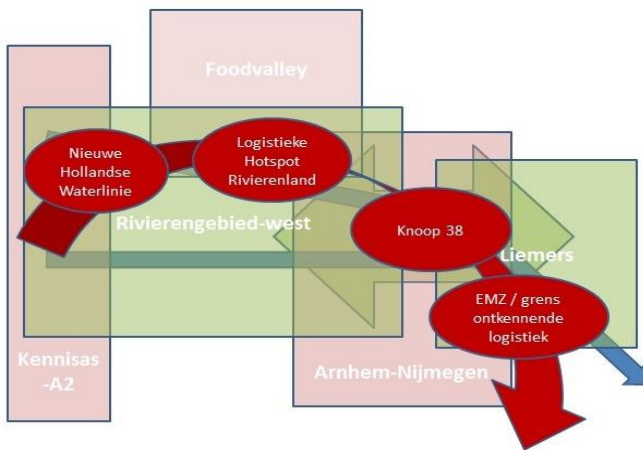 Foodvalley
Nieuwe
Hollandse
Waterlinie
Logistieke
Hotspot
Rivierenland
Rivierengebied-west
Knoop 38
Liemers
EMZ / grens
ontkennende
logistiek
Kennisas
-A2
Arnhem-Nijmegen